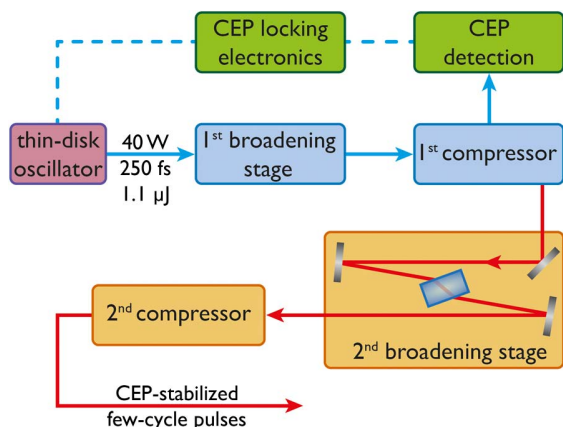 CEP locking
electronics
CEP
detection
thin-disk
oscillator
40 W
250 fs
1.1 µJ
1st broadening
stage
1st compressor
2nd compressor
2nd broadening stage
CEP-stabilized
few-cycle pulses